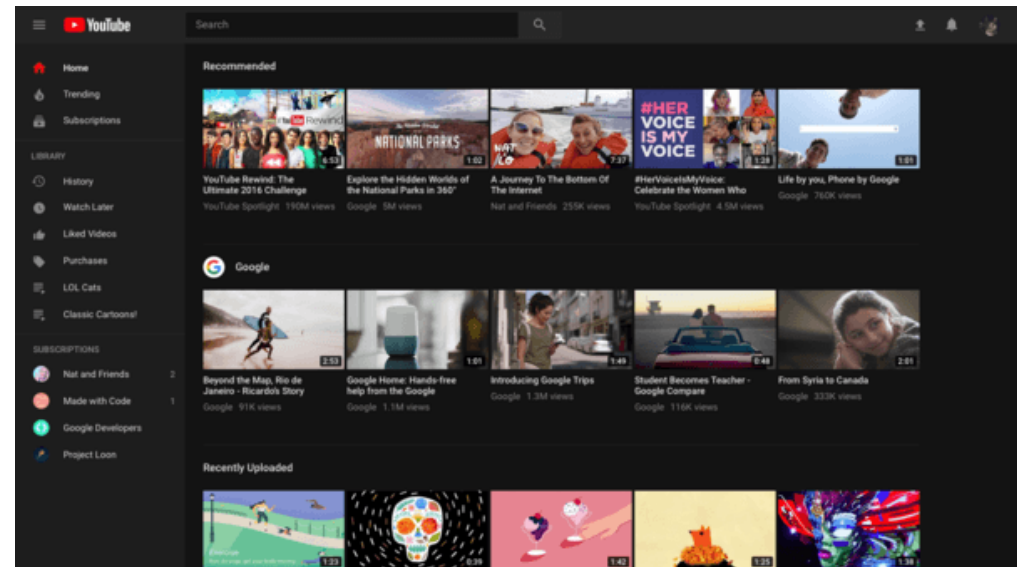 YouTube
Search
Home
Trending
Subscriptions
LIBRARY
History
Watch Later
Liked Videos
Purchases
LOL Cats
Classic Cartoons!
SUBSCRIPTIONS
Nat and Friends 2
Made with Code 1
Google Developers
Project Loon
Recommended
YouTube Rewind
6:53
NATIONAL PARKS
1:02
NAT
/LO
7:37
#HER
VOICE
IS MY
VOICE
1:28
1:01
YouTube Rewind: The
Ultimate 2016 Challenge
YouTube Spotlight 190M views
Explore the Hidden Worlds of
the National Parks in 360°
Google 5M views
A Journey To The Bottom Of
The Internet
Nat and Friends 255K views
#HerVoiceIsMyVoice:
Celebrate the Women Who
YouTube Spotlight 4.5M views
Life by you, Phone by Google
Google 760K views
Google
2:53
1:01
1:49
0:48
2:01
Beyond the Map, Rio de
Janeiro - Ricardo's Story
Google 91K views
Google Home: Hands-free
help from the Google
Google 1.1M views
Introducing Google Trips
Google 1.3M views
Student Becomes Teacher -
Google Compare
Google 116K views
From Syria to Canada
Google 333K views
Recently Uploaded
1:23
0:39
1:42
1:25
1:38